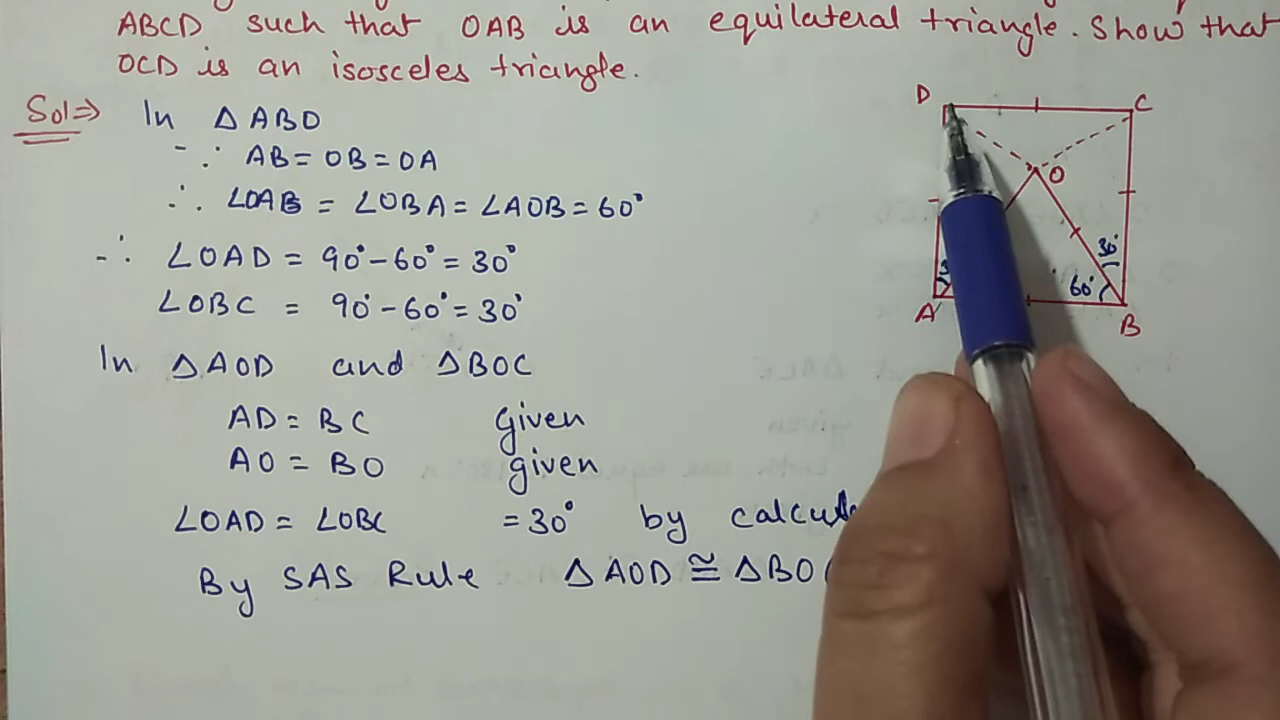 ABCD such that OAB is an equilateral triangle. Show that
OCD is an isosceles triangle.
Sol⇒ In △ABO
∵ AB = OB = OA
∴ ∠OAB = ∠OBA = ∠AOB = 60°
∴ ∠OAD = 90° - 60° = 30°
∠OBC = 90° - 60° = 30°
In △AOD and △BOC
AD = BC given
AO = BO given
∠OAD = ∠OBC = 30° by
By SAS Rule △AOD ≅
D C
O
30°
60°
A B